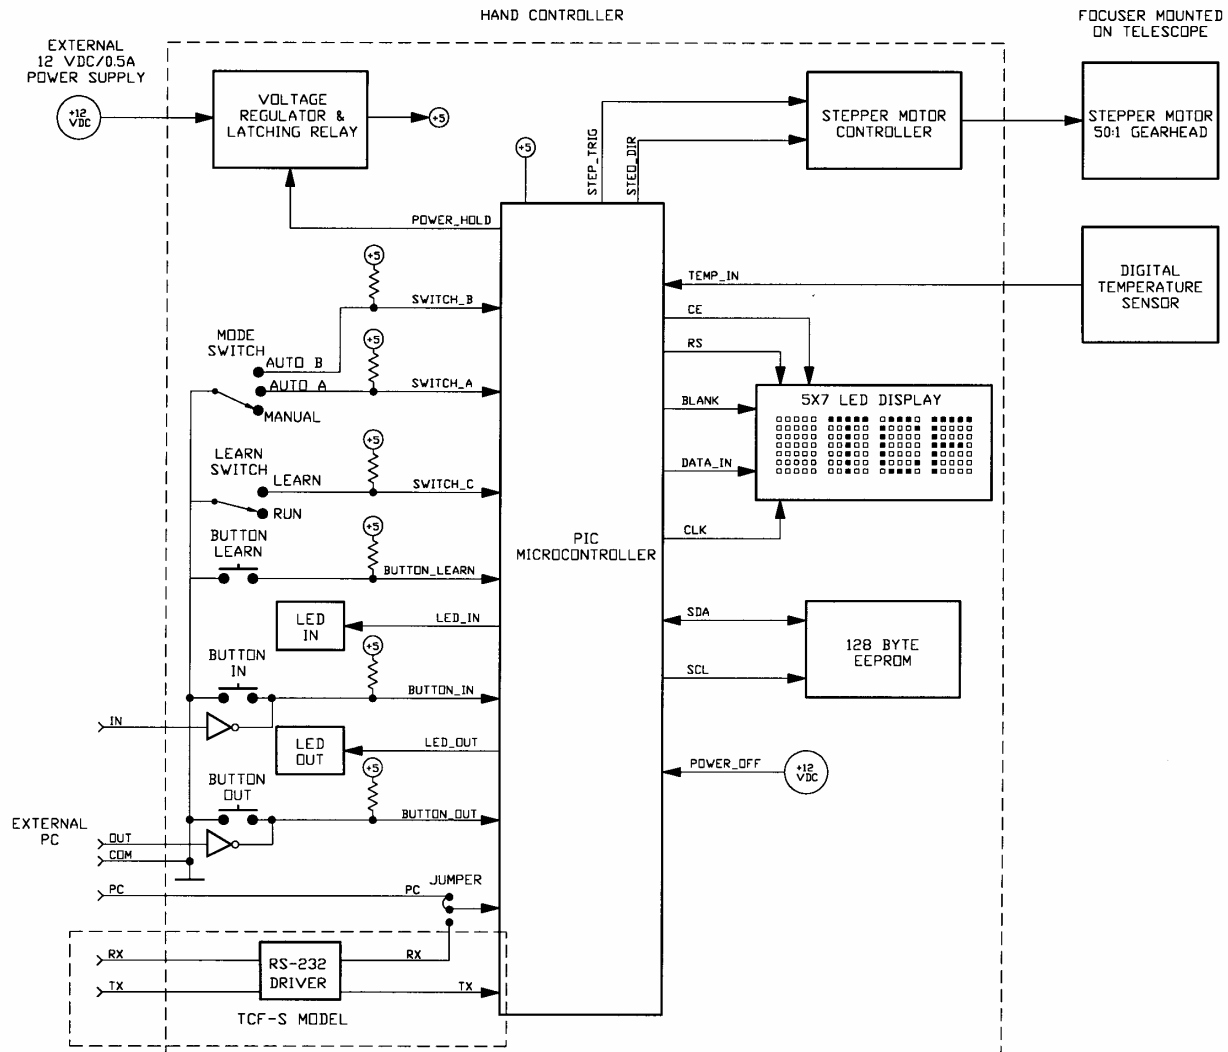 HAND CONTROLLER
FOCUSER MOUNTED
ON TELESCOPE
EXTERNAL
12 VDC/0.5A
POWER SUPPLY
+12
VDC
VOLTAGE
REGULATOR &
LATCHING RELAY
+5
+5
STEP_TRIG
STEO_DIR
STEPPER MOTOR
CONTROLLER
STEPPER MOTOR
50:1 GEARHEAD
POWER_HOLD
+5
SWITCH_B
TEMP_IN
DIGITAL
TEMPERATURE
SENSOR
CE
RS
MODE
SWITCH
AUTO B
+5
AUTO A
SWITCH_A
MANUAL
BLANK
5X7 LED DISPLAY
DATA_IN
CLK
LEARN
SWITCH
+5
LEARN
SWITCH_C
RUN
BUTTON
LEARN
+5
BUTTON_LEARN
PIC
MICROCONTROLLER
LED
IN
LED_IN
SDA
SCL
128 BYTE
EEPROM
BUTTON
IN
+5
BUTTON_IN
IN
LED
OUT
LED_OUT
POWER_OFF
+12
VDC
BUTTON
OUT
+5
BUTTON_OUT
EXTERNAL
PC
OUT
COM
PC
PC
JUMPER
RX
RS-232
DRIVER
RX
TX
TX
TCF-S MODEL